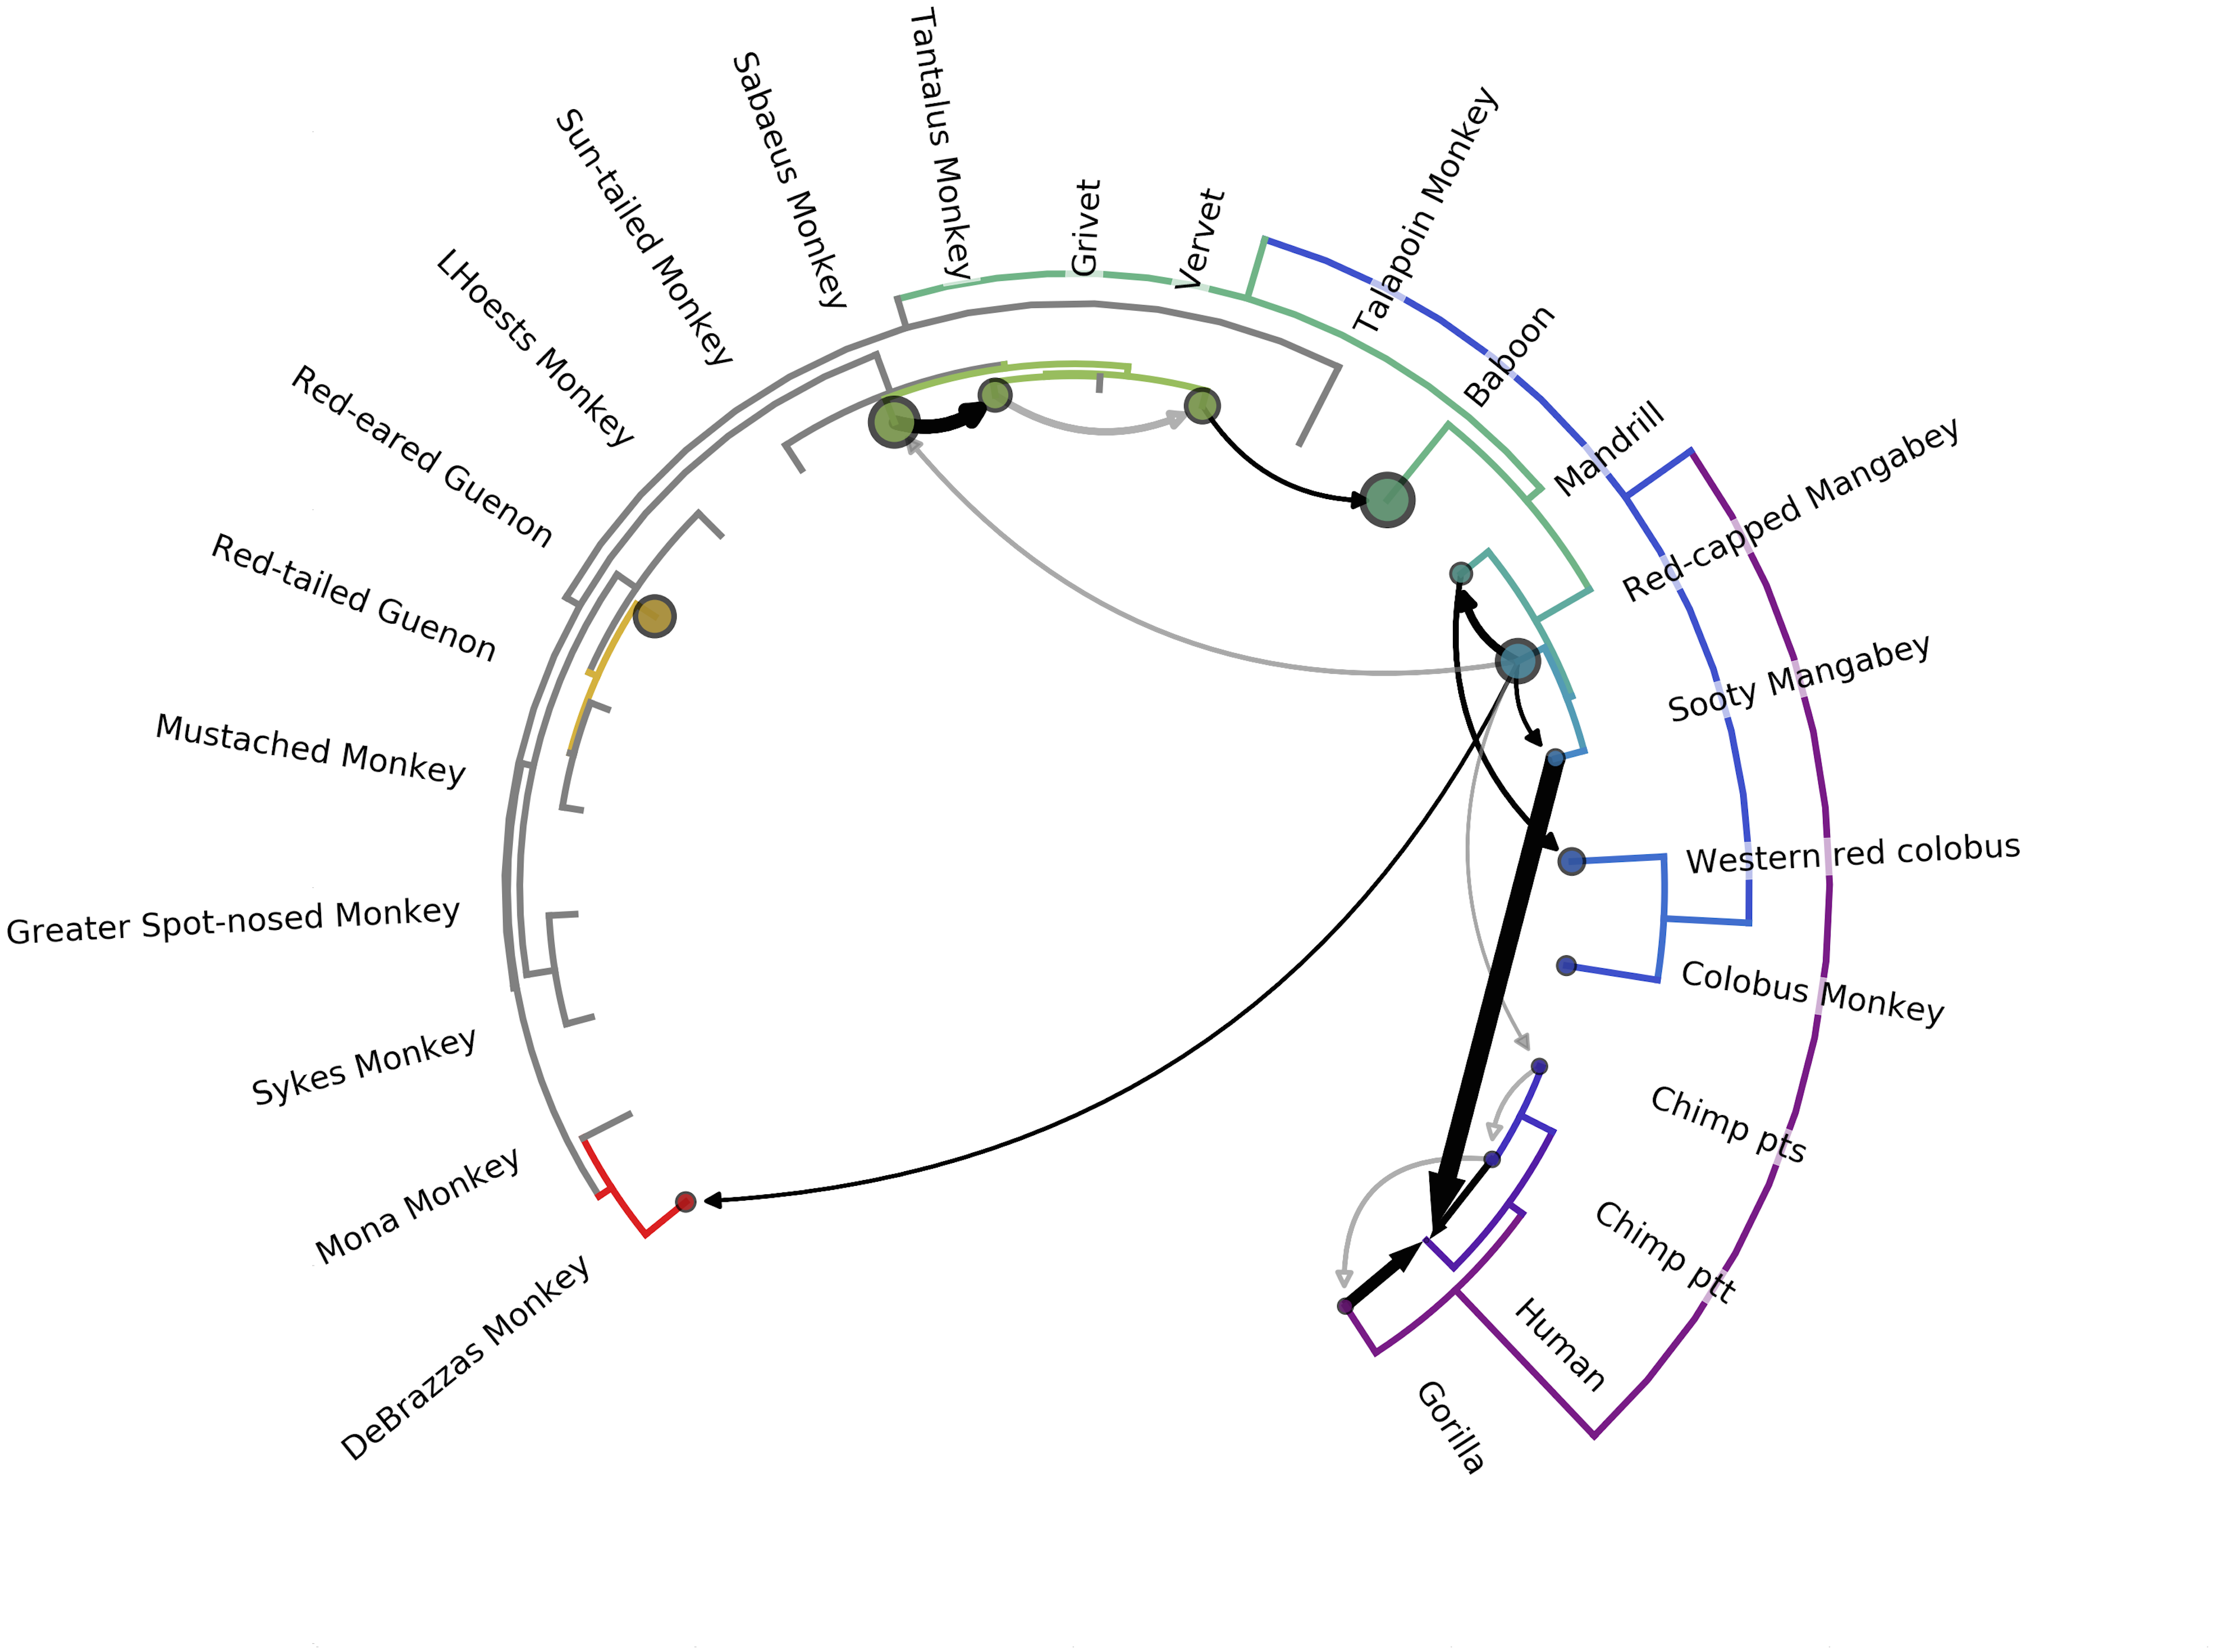 Tantalus Monkey
Sabaeus Monkey
Sun-tailed Monkey
LHoests Monkey
Red-eared Guenon
Red-tailed Guenon
Mustached Monkey
Greater Spot-nosed Monkey
Sykes Monkey
Mona Monkey
DeBrazzas Monkey
Grivet
Vervet
Talapoin Monkey
Baboon
Mandrill
Red-capped Mangabey
Sooty Mangabey
Western red colobus
Colobus Monkey
Chimp pts
Chimp ptt
Human
Gorilla